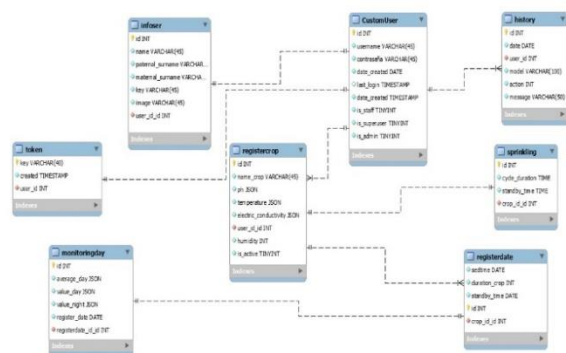 infoser
id INT
name VARCHAR(45)
paternal_surname VARCHAR...
maternal_surname VARCHA...
key VARCHAR(45)
image VARCHAR(45)
user_id_id INT
Indexes
CustomUser
id INT
username VARCHAR(45)
contraseña VARCHAR(45)
date_created DATE
last_login TIMESTAMP
date_created TIMESTAMP
is_staff TINYINT
is_superuser TINYINT
is_admin TINYINT
Indexes
history
id INT
date DATE
user_id INT
model VARCHAR(100)
action INT
message VARCHAR(50)
Indexes
token
key VARCHAR(45)
created TIMESTAMP
user_id INT
Indexes
registercrop
id INT
name_crop VARCHAR(45)
ph JSON
temperature JSON
electric_conductivity JSON
user_id_id INT
humidity INT
is_active TINYINT
Indexes
sprinkling
id INT
cycle_duration TIME
standby_time TIME
crop_id_id INT
Indexes
monitoringday
id INT
average_day JSON
value_day JSON
value_night JSON
register_date DATE
registerdate_id_id INT
Indexes
registerdate
DATE
duration_crop INT
standby_time DATE
id INT
crop_id_id INT
Indexes